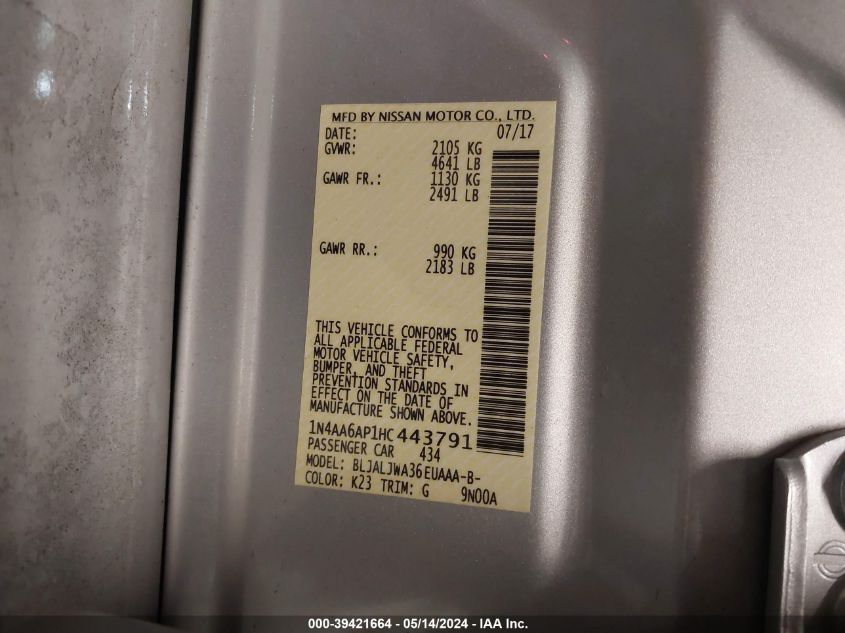 MFD BY NISSAN MOTOR CO., LTD.
DATE: 07/17
GVWR: 2105 KG
4641 LB
GAWR FR.: 1130 KG
2491 LB
GAWR RR.: 990 KG
2183 LB
THIS VEHICLE CONFORMS TO
ALL APPLICABLE FEDERAL
MOTOR VEHICLE SAFETY,
BUMPER, AND THEFT
PREVENTION STANDARDS IN
EFFECT ON THE DATE OF
MANUFACTURE SHOWN ABOVE.
1N4AA6AP1HC443791
PASSENGER CAR 434
MODEL: BLJALJWA36EUAAA-B-
COLOR: K23 TRIM: G 9N00A
000-39421664 - 05/14/2024 - IAA Inc.